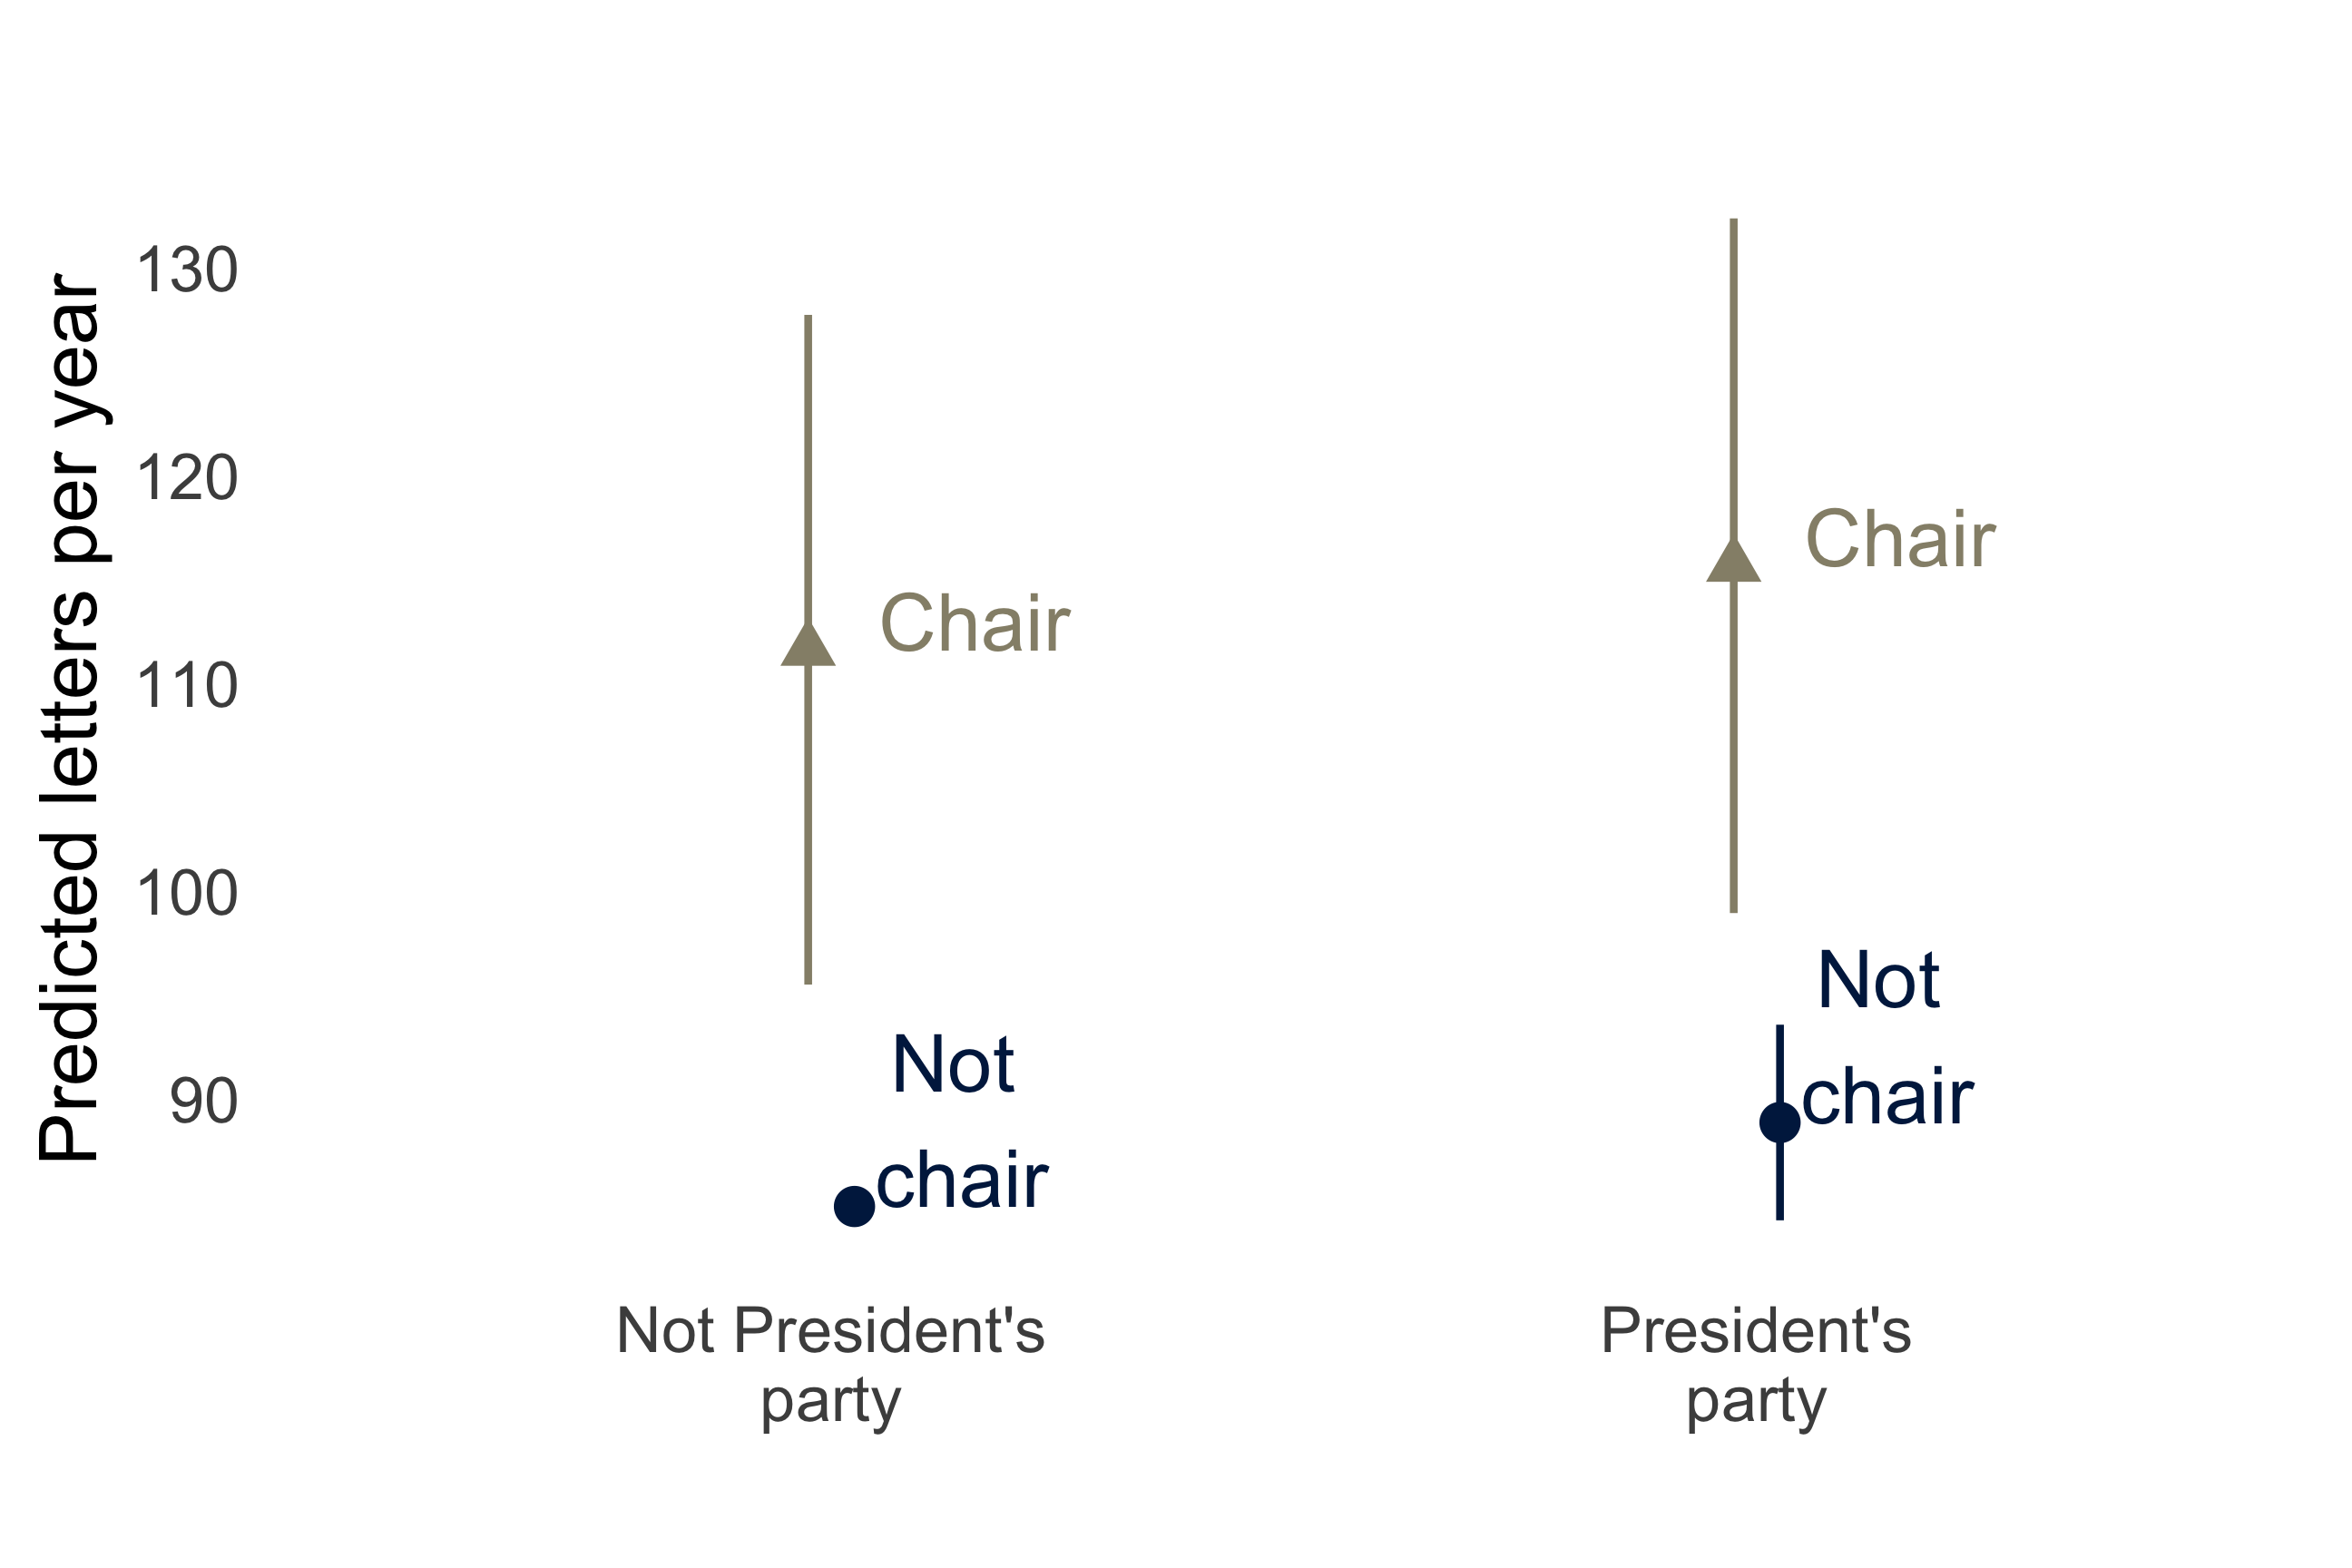 Predicted letters per year
130
120
110
100
90
Chair
Not
chair
Chair
Not
chair
Not President's
party
President's
party